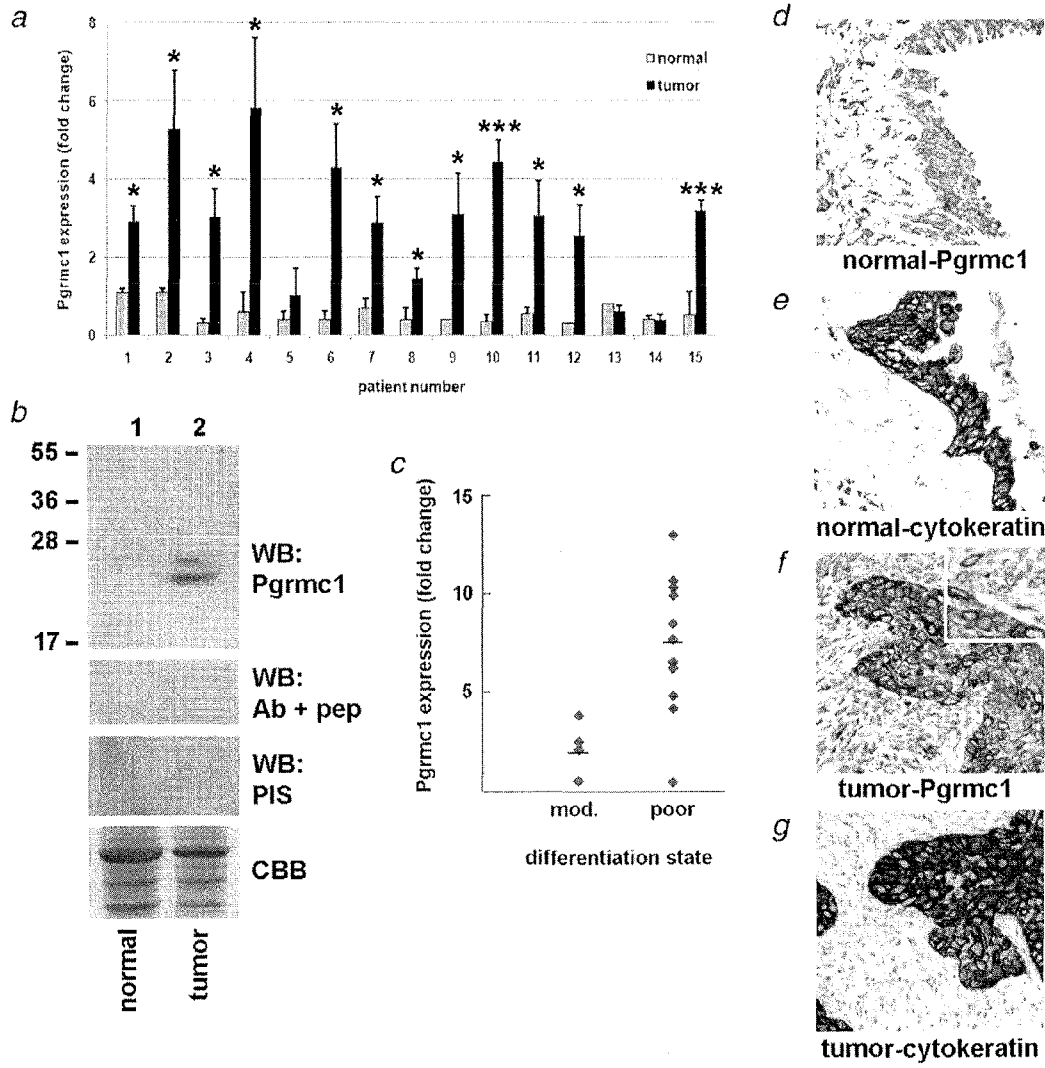 a
Pgrmc1 expression (fold change)
8
6
4
2
0
normal
tumor
* * * * * * * * *** * * ***
1 2 3 4 5 6 7 8 9 10 11 12 13 14 15
patient number
b
1 2
55
36
28
17
WB:
Pgrmc1
WB:
Ab + pep
WB:
PIS
CBB
normal
tumor
c
Pgrmc1 expression (fold change)
15
10
5
mod. poor
differentiation state
d
normal-Pgrmc1
e
normal-cytokeratin
f
tumor-Pgrmc1
g
tumor-cytokeratin